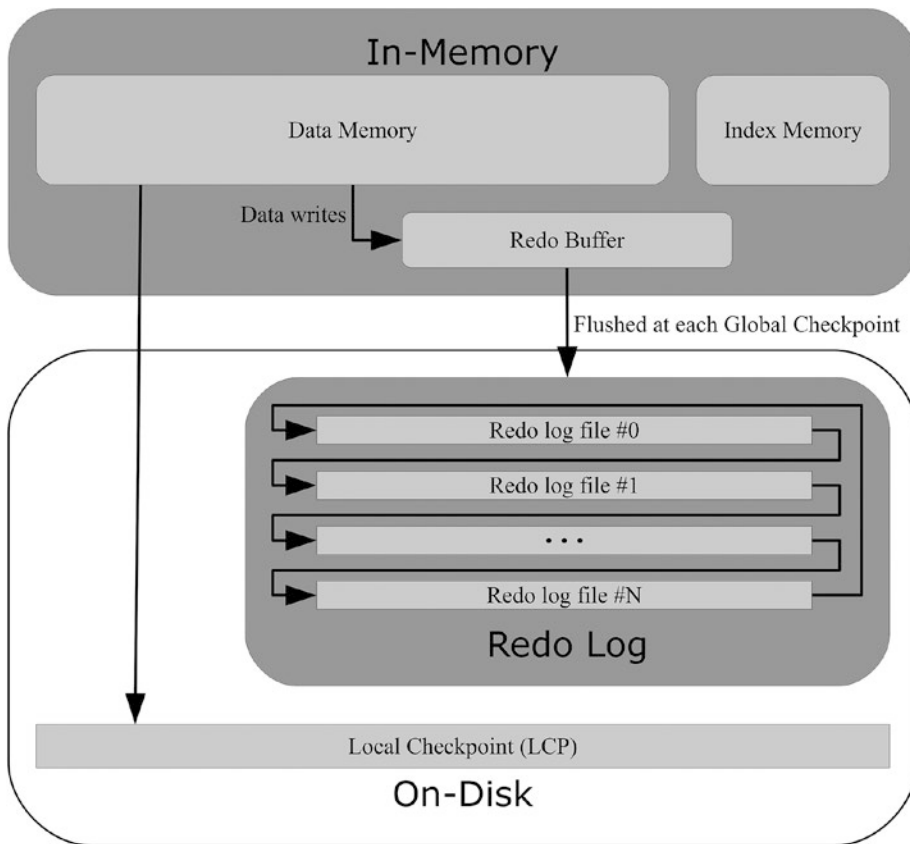 In-Memory
Data Memory
Index Memory
Data writes
Redo Buffer
Flushed at each Global Checkpoint
Redo log file #0
Redo log file #1
...
Redo log file #N
Redo Log
Local Checkpoint (LCP)
On-Disk